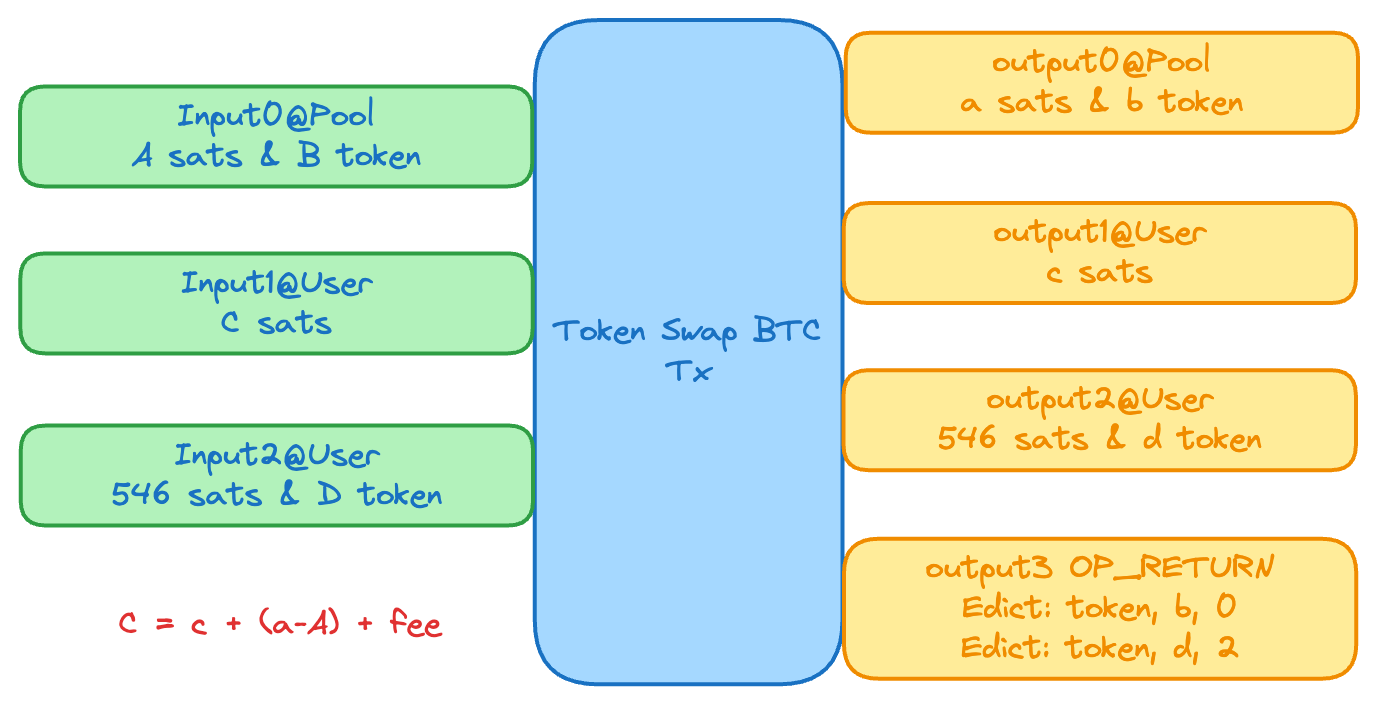 Input0@Pool
A sats & B token
Input1@User
C sats
Input2@User
546 sats & D token
C = c + (a-A) + fee
Token Swap BTC
Tx
output0@Pool
a sats & b token
output1@User
c sats
output2@User
546 sats & d token
output3 OP_RETURN
Edict: token, b, 0
Edict: token, d, 2